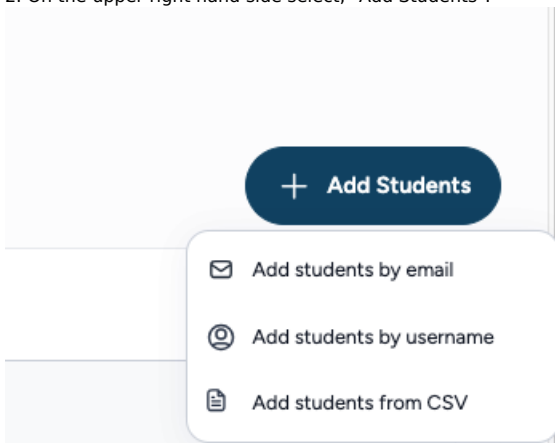 2. On the upper right hand side select, "Add Students".
Add Students
Add students by email
Add students by username
Add students from CSV